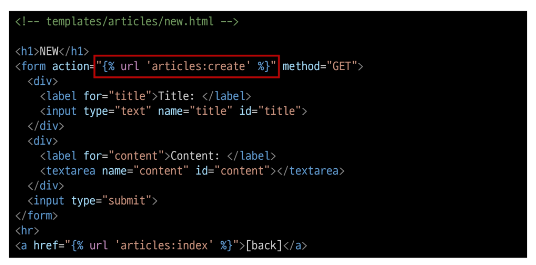 <!-- templates/articles/new.html -->
<h1>NEW</h1>
<form action="{% url 'articles:create' %}" method="GET">
<div>
<label for="title">Title: </label>
<input type="text" name="title" id="title">
</div>
<div>
<label for="content">Content: </label>
<textarea name="content" id="content"></textarea>
</div>
<input type="submit">
</form>
<hr>
<a href="{% url 'articles:index' %}">[back]</a>